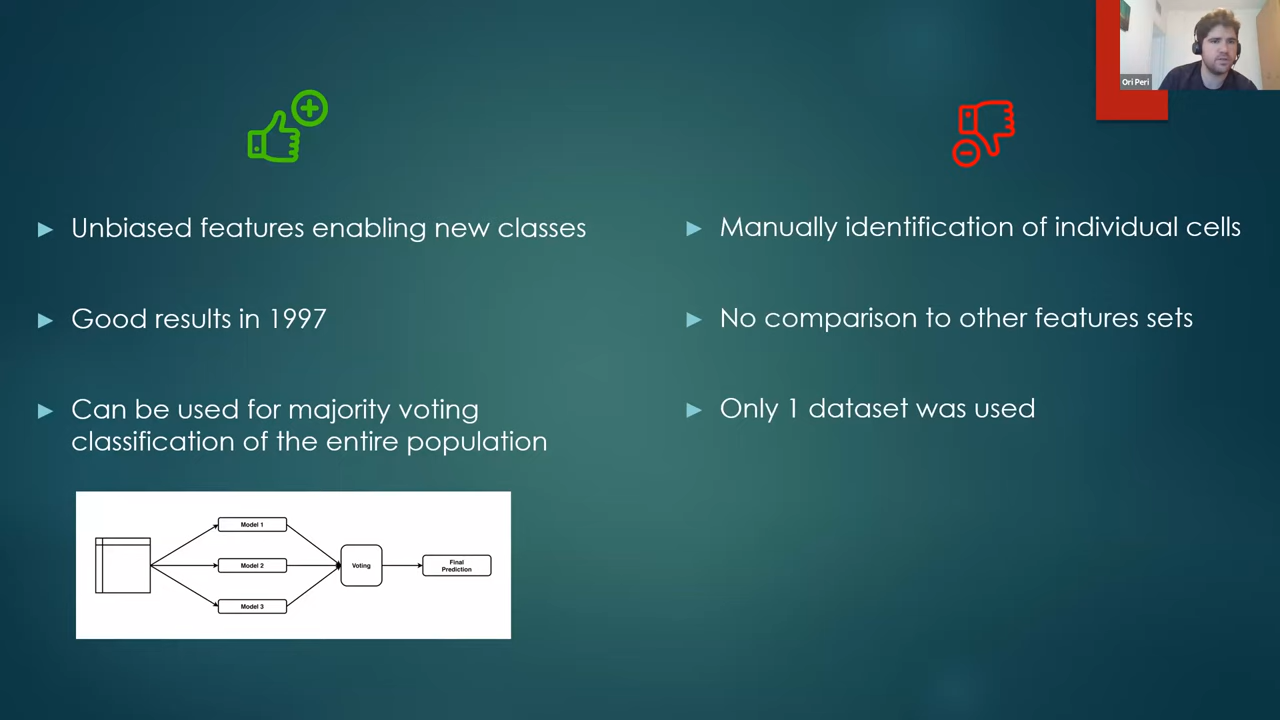 Ori Peri
Unbiased features enabling new classes
Good results in 1997
Can be used for majority voting
classification of the entire population
Model 1
Model 2
Model 3
Voting
Final
Prediction
Manually identification of individual cells
No comparison to other features sets
Only 1 dataset was used